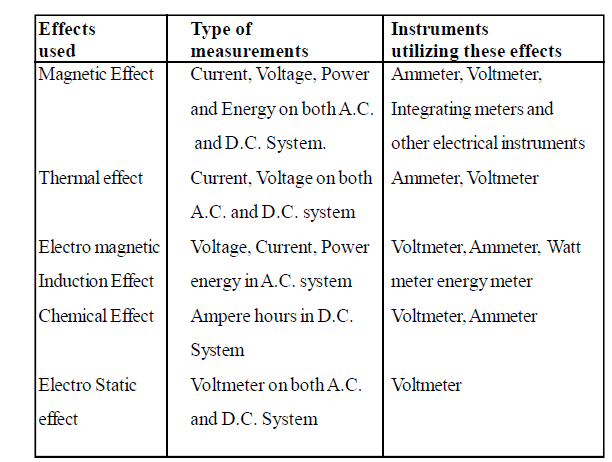 Effects Type of Instruments
used measurements utilizing these effects
Magnetic Effect Current, Voltage, Power Ammeter, Voltmeter,
and Energy on both A.C. Integrating meters and
and D.C. System. other electrical instruments
Thermal effect Current, Voltage on both Ammeter, Voltmeter
A.C. and D.C. system
Electro magnetic Voltage, Current, Power Voltmeter, Ammeter, Watt
Induction Effect energy in A.C. system meter energy meter
Chemical Effect Ampere hours in D.C. Voltmeter, Ammeter
System
Electro Static Voltmeter on both A.C. Voltmeter
effect and D.C. System